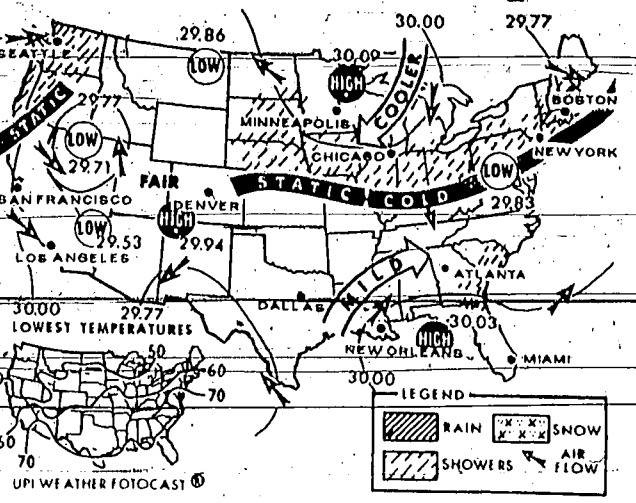 29.86
30.00
29.77
SEATTLE
LOW
30.09
HIGH
COOLER
29.77
STATIC
MINNEAPOLIS
BOSTON
LOW
29.71
CHICAGO
NEW YORK
FAIR
STATIC COLD
LOW
29.83
SAN FRANCISCO
DENVER
HIGH
LOW
29.53
29.94
LOS ANGELES
MILD
ATLANTA
30.00
29.77
DALLAS
30.03
LOWEST TEMPERATURES
NEW ORLEANS
HIGH
MIAMI
50
60
70
30.00
60
70
LEGEND
RAIN
SNOW
SHOWERS
AIR
FLOW
UPI WEATHER FOTOCAST ®